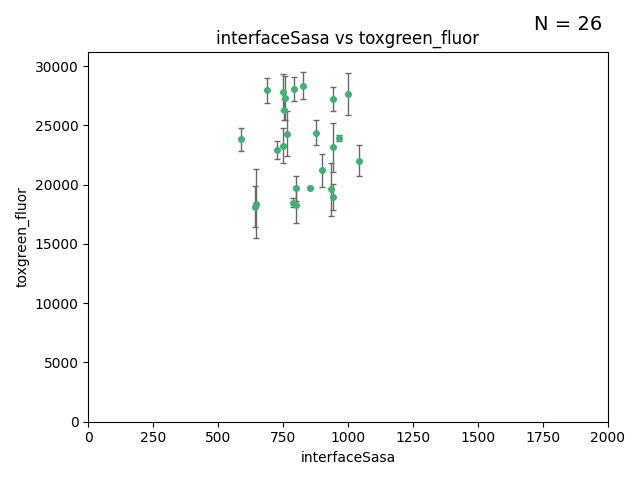 N = 26
interfaceSasa vs toxgreen_fluor
30000
25000
20000
15000
10000
5000
0
toxgreen_fluor
0 250 500 750 1000 1250 1500 1750 2000
interfaceSasa